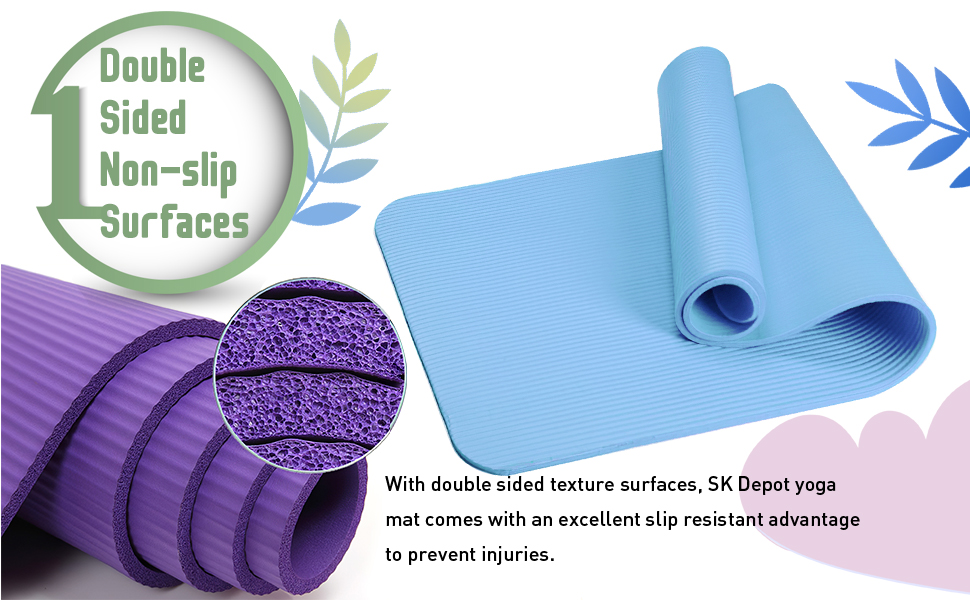 1
Double
Sided
Non-slip
Surfaces
With double sided texture surfaces, SK Depot yoga
mat comes with an excellent slip resistant advantage
to prevent injuries.